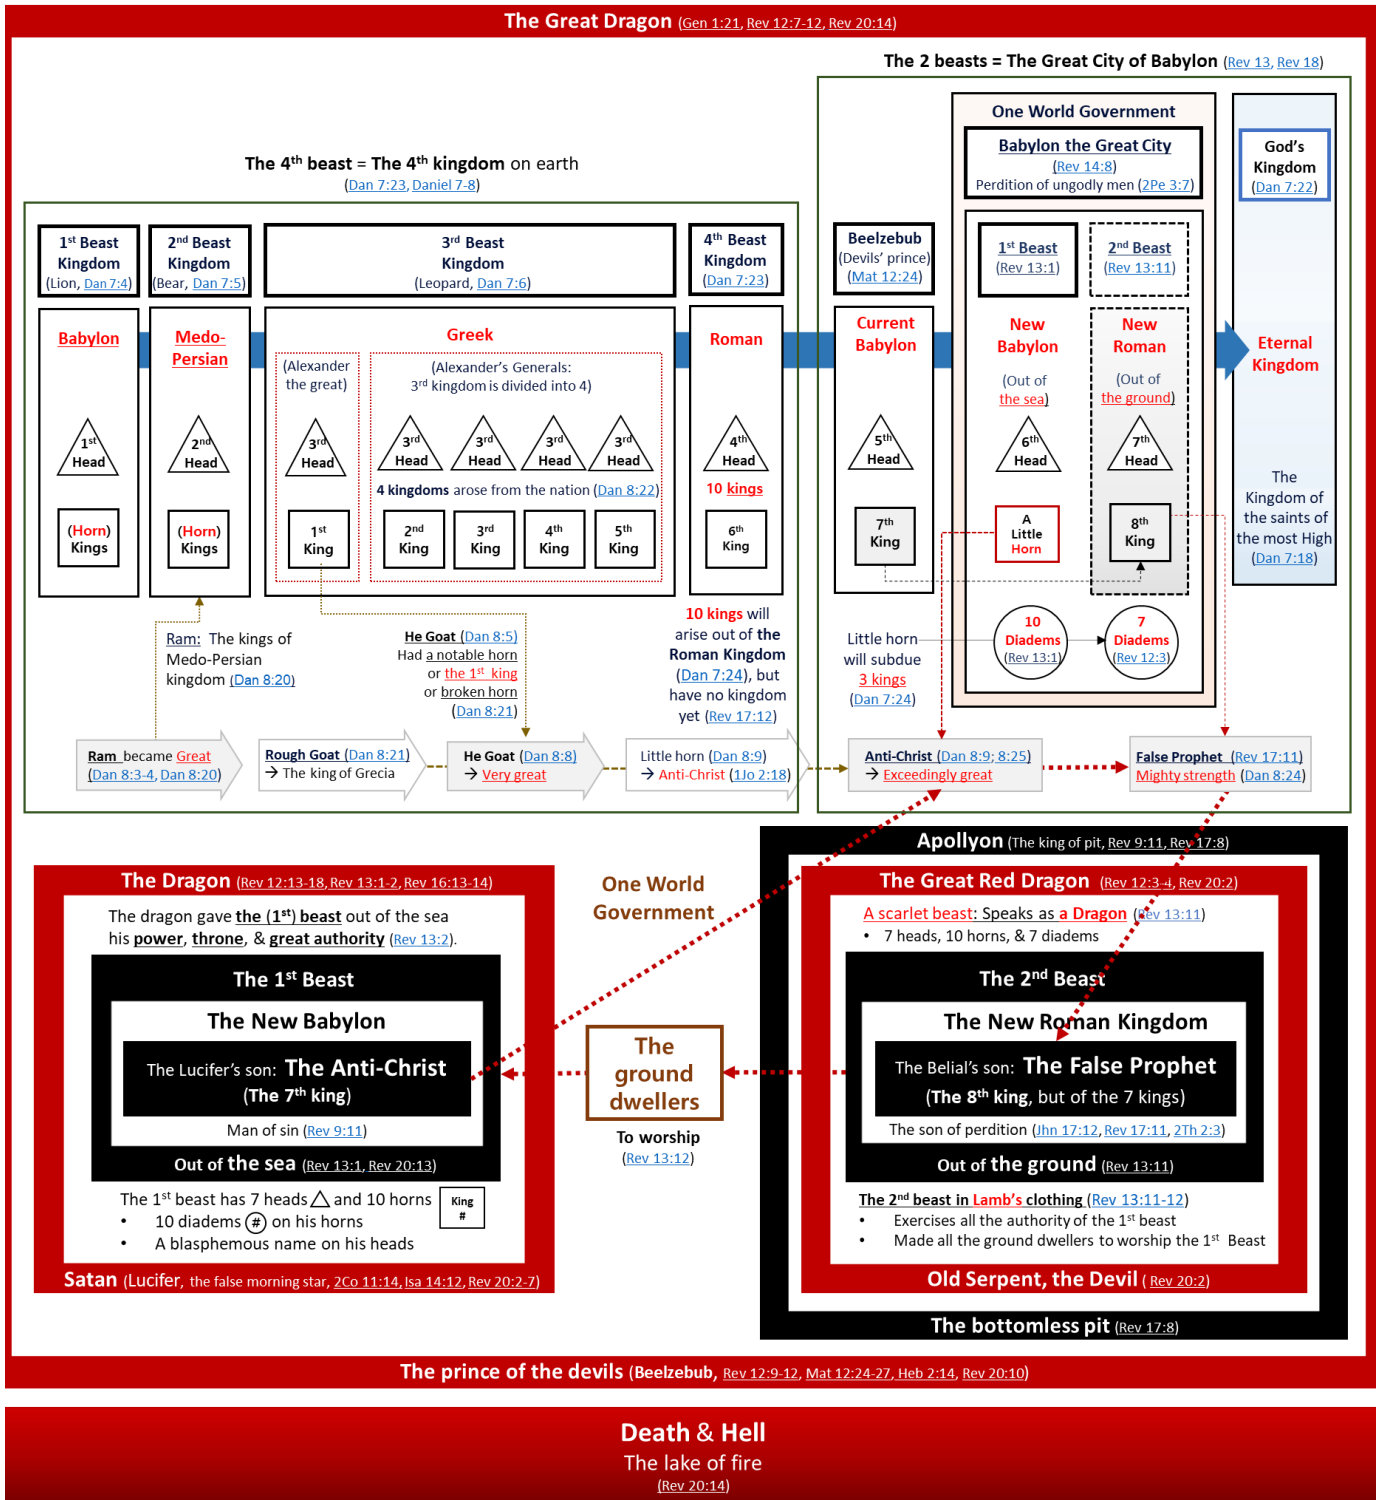 The Great Dragon (Gen 1:21, Rev 12:7-12, Rev 20:14)
The 2 beasts = The Great City of Babylon (Rev 13, Rev 18)
The 4th beast = The 4th kingdom on earth
(Dan 7:23, Daniel 7-8)
1st Beast
Kingdom
(Lion, Dan 7:4)
2nd Beast
Kingdom
(Bear, Dan 7:5)
3rd Beast
Kingdom
(Leopard, Dan 7:6)
4th Beast
Kingdom
(Dan 7:23)
Beelzebub
(Devils' prince)
(Mat 12:24)
One World Government
Babylon the Great City
(Rev 14:8)
Perdition of ungodly men (2Pe 3:7)
1st Beast
(Rev 13:1)
2nd Beast
(Rev 13:11)
God's
Kingdom
(Dan 7:22)
Babylon
1st
Head
(Horn)
Kings
Medo-
Persian
2nd
Head
(Horn)
Kings
Greek
(Alexander
the great)
3rd
Head
1st
King
(Alexander's Generals:
3rd kingdom is divided into 4)
3rd
Head
3rd
Head
3rd
Head
3rd
Head
4 kingdoms arose from the nation (Dan 8:22)
2nd
King
3rd
King
4th
King
5th
King
Roman
4th
Head
10 kings
6th
King
Current
Babylon
5th
Head
7th
King
New
Babylon
(Out of
the sea)
6th
Head
A
Little
Horn
10
Diadems
(Rev 13:1)
New
Roman
(Out of
the ground)
7th
Head
8th
King
7
Diadems
(Rev 12:3)
Eternal
Kingdom
The
Kingdom of
the saints of
the most High
(Dan 7:18)
Ram: The kings of
Medo-Persian
kingdom (Dan 8:20)
He Goat (Dan 8:5)
Had a notable horn
or the 1st king
or broken horn
(Dan 8:21)
10 kings will
arise out of the
Roman Kingdom
(Dan 7:24), but
have no kingdom
yet (Rev 17:12)
Little horn
will subdue
3 kings
(Dan 7:24)
Ram became Great
(Dan 8:3-4, Dan 8:20)
Rough Goat (Dan 8:21)
→ The king of Grecia
He Goat (Dan 8:8)
→ Very great
Little horn (Dan 8:9)
→ Anti-Christ (1Jo 2:18)
Anti-Christ (Dan 8:9; 8:25)
→ Exceedingly great
False Prophet (Rev 17:11)
Mighty strength (Dan 8:24)
The Dragon (Rev 12:13-18, Rev 13:1-2, Rev 16:13-14)
The dragon gave the (1st) beast out of the sea
his power, throne, & great authority (Rev 13:2).
The 1st Beast
The New Babylon
The Lucifer's son: The Anti-Christ
(The 7th king)
Man of sin (Rev 9:11)
Out of the sea (Rev 13:1, Rev 20:13)
The 1st beast has 7 heads and 10 horns
King
#
• 10 diadems # on his horns
• A blasphemous name on his heads
Satan (Lucifer, the false morning star, 2Co 11:14, Isa 14:12, Rev 20:2-7)
One World
Government
The
ground
dwellers
To worship
(Rev 13:12)
Apollyon (The king of pit, Rev 9:11, Rev 17:8)
The Great Red Dragon (Rev 12:3-4, Rev 20:2)
A scarlet beast: Speaks as a Dragon (Rev 13:11)
• 7 heads, 10 horns, & 7 diadems
The 2nd Beast
The New Roman Kingdom
The Belial's son: The False Prophet
(The 8th king, but of the 7 kings)
The son of perdition (Jhn 17:12, Rev 17:11, 2Th 2:3)
Out of the ground (Rev 13:11)
The 2nd beast in Lamb's clothing (Rev 13:11-12)
• Exercises all the authority of the 1st beast
• Made all the ground dwellers to worship the 1st Beast
Old Serpent, the Devil ( Rev 20:2)
The bottomless pit (Rev 17:8)
The prince of the devils (Beelzebub, Rev 12:9-12, Mat 12:24-27, Heb 2:14, Rev 20:10)
Death & Hell
The lake of fire
(Rev 20:14)